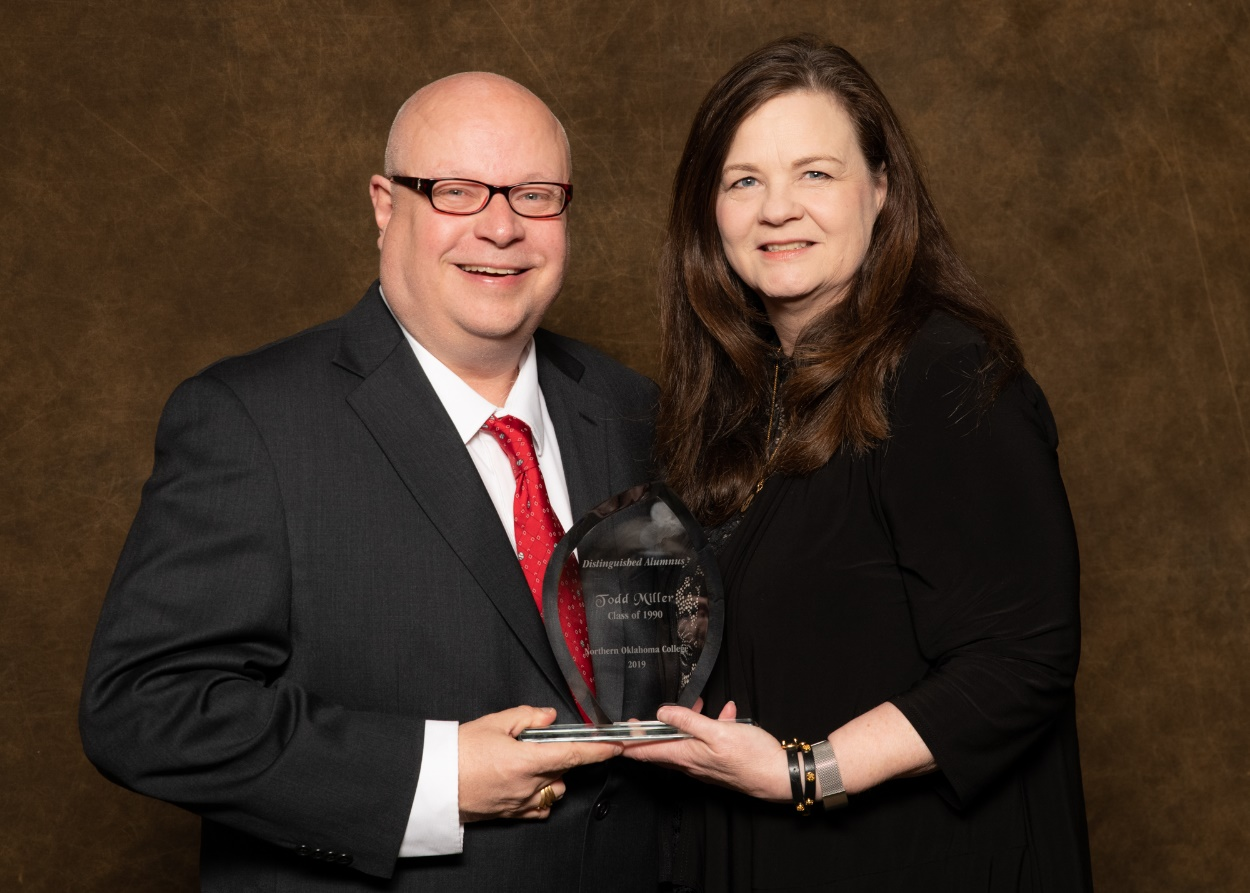 Distinguished Alumnus
Todd Miller
Class of 1990
Northern Oklahoma College
2019